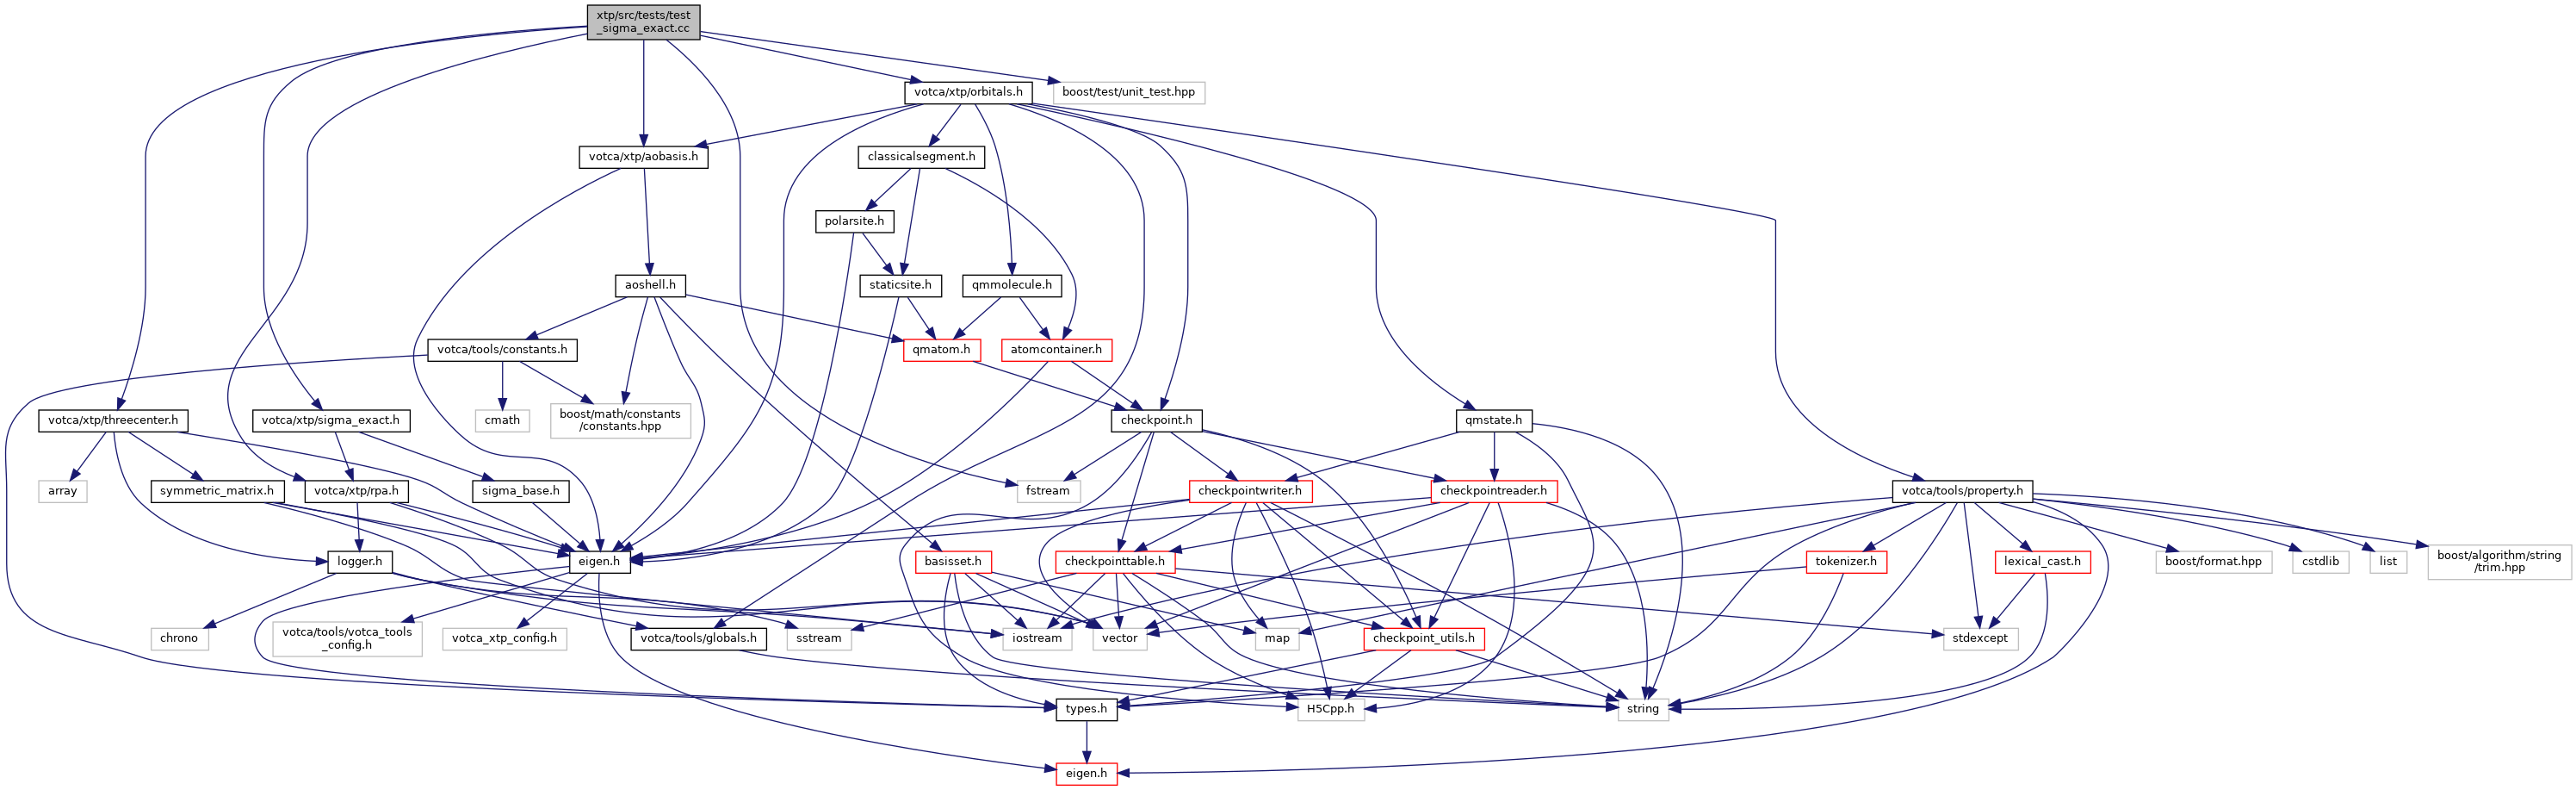 xtp/src/tests/test
_sigma_exact.cc
votca/xtp/orbitals.h
boost/test/unit_test.hpp
votca/xtp/aobasis.h
classicalsegment.h
polarsite.h
aoshell.h
staticsite.h
qmmolecule.h
votca/tools/constants.h
qmatom.h
atomcontainer.h
votca/xtp/threecenter.h
votca/xtp/sigma_exact.h
cmath
boost/math/constants
/constants.hpp
checkpoint.h
qmstate.h
array
symmetric_matrix.h
votca/xtp/rpa.h
sigma_base.h
fstream
checkpointwriter.h
checkpointreader.h
votca/tools/property.h
logger.h
eigen.h
basisset.h
checkpointtable.h
tokenizer.h
lexical_cast.h
boost/format.hpp
cstdlib
list
boost/algorithm/string
/trim.hpp
chrono
votca/tools/votca_tools
_config.h
votca_xtp_config.h
votca/tools/globals.h
sstream
iostream
vector
map
checkpoint_utils.h
stdexcept
types.h
H5Cpp.h
string
eigen.h